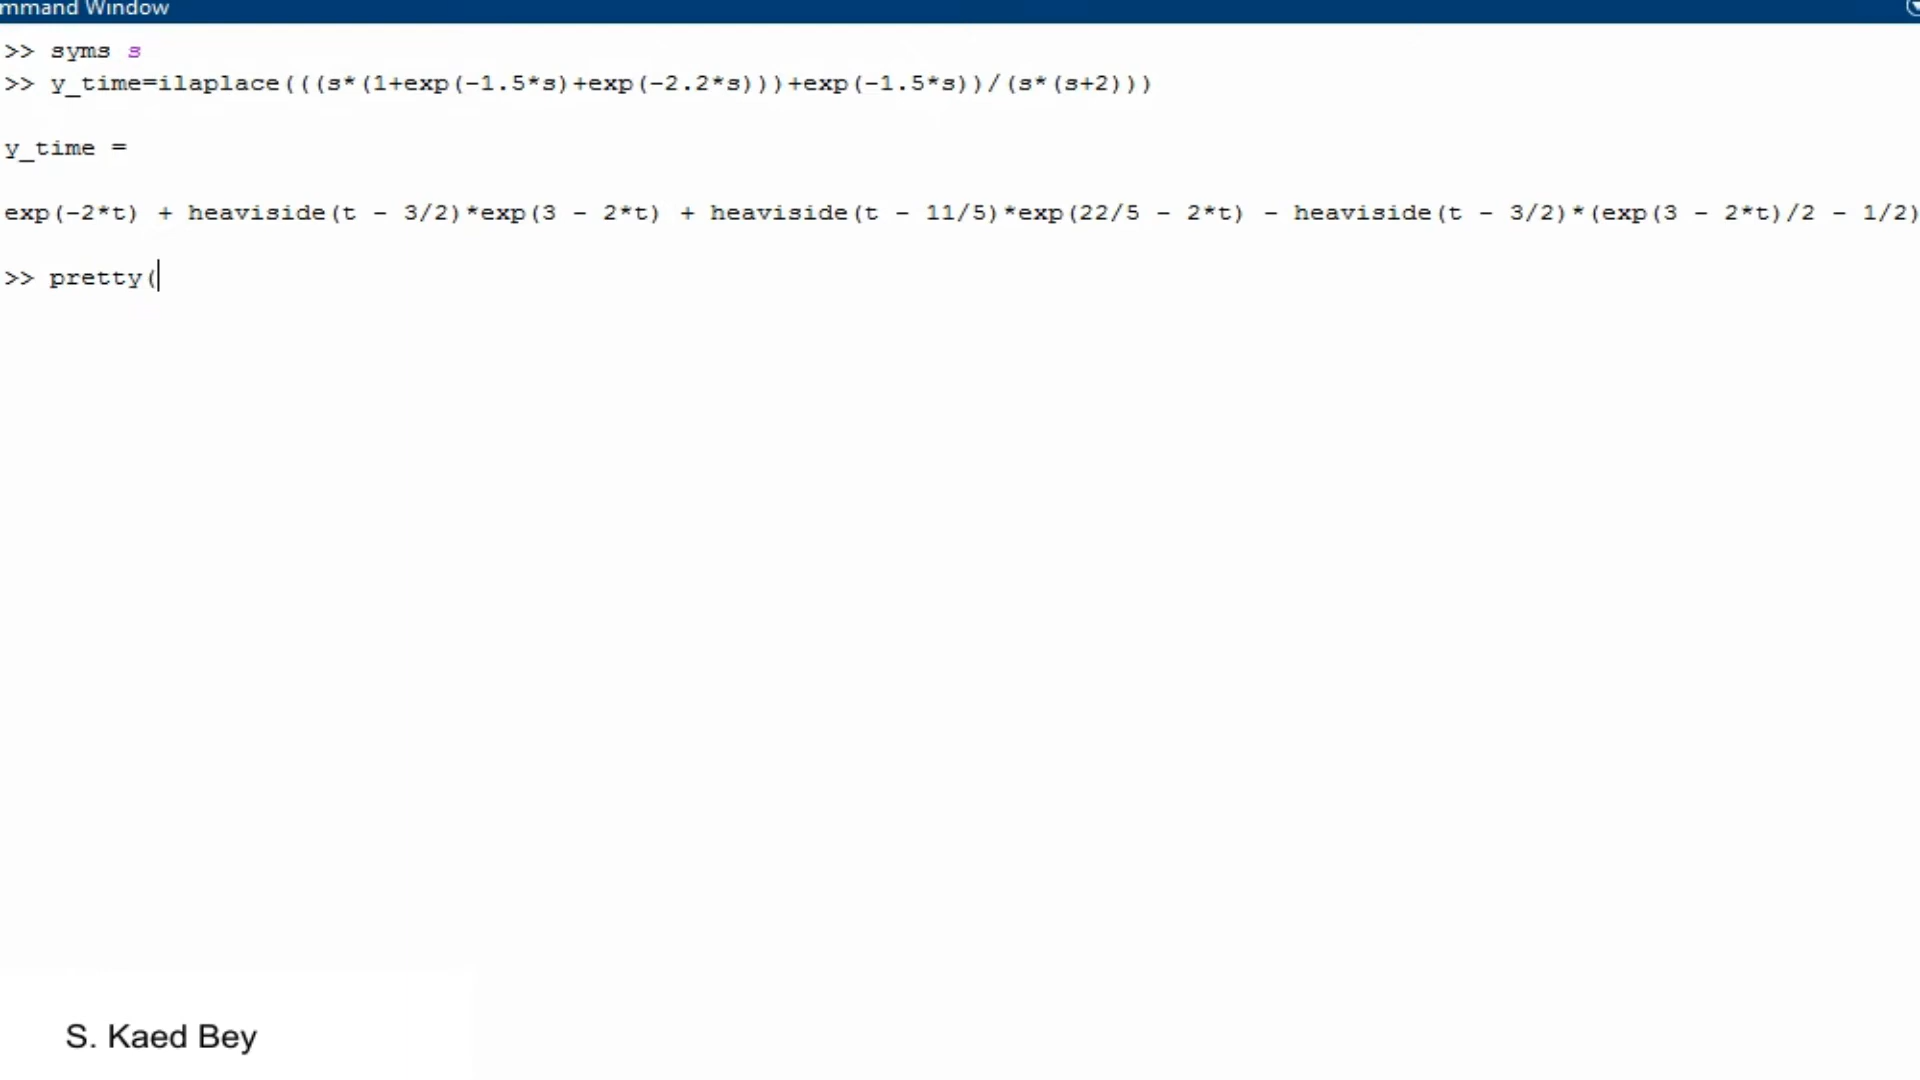 mmand Window
>> syms s
>> y_time=ilaplace(((s*(1+exp(-1.5*s)+exp(-2.2*s)))+exp(-1.5*s))/(s*(s+2)))
y_time =
exp(-2*t) + heaviside(t - 3/2)*exp(3 - 2*t) + heaviside(t - 11/5)*exp(22/5 - 2*t) - heaviside(t - 3/2)*(exp(3 - 2*t)/2 - 1/2)
>> pretty(
S. Kaed Bey